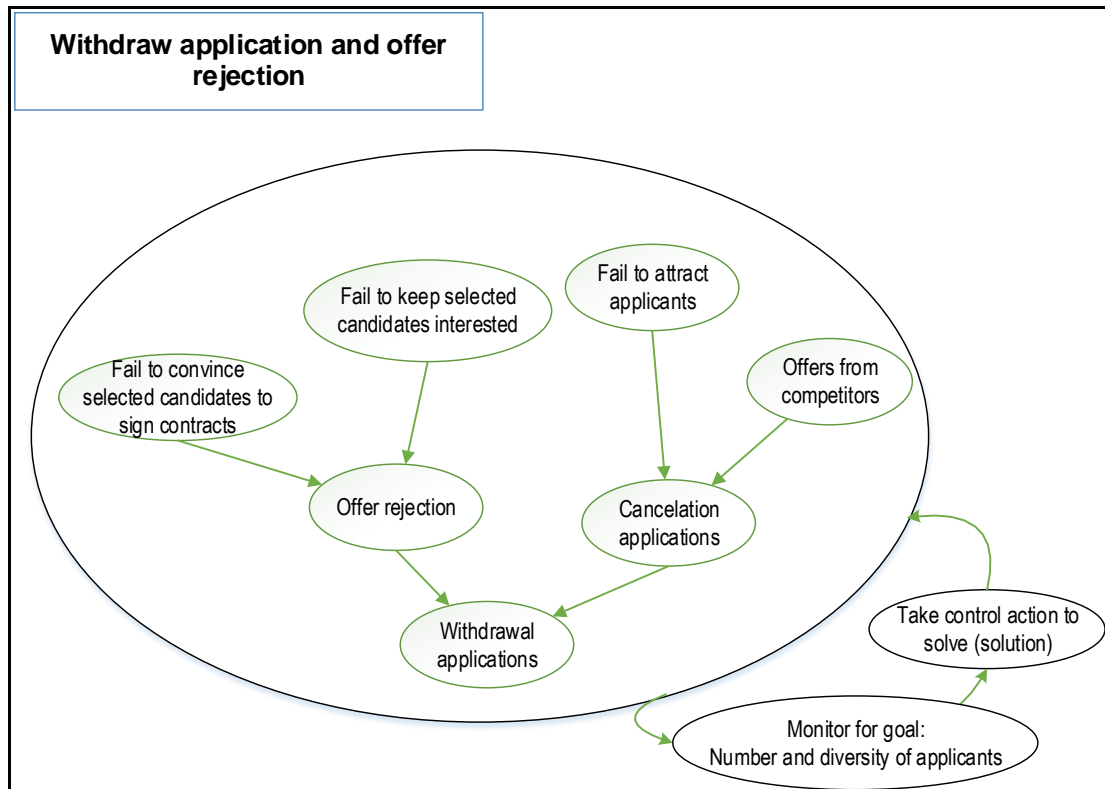 Withdraw application and offer
rejection
Fail to attract
applicants
Fail to keep selected
candidates interested
Offers from
competitors
Fail to convince
selected candidates to
sign contracts
Offer rejection
Cancelation
applications
Withdrawal
applications
Take control action to
solve (solution)
Monitor for goal:
Number and diversity of applicants